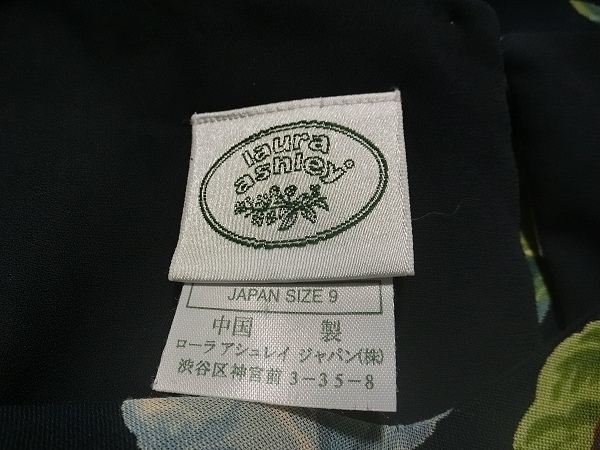 laura
ashley®
JAPAN SIZE 9
中国 製
ローラ アシュレイ ジャパン(株)
渋谷区神宮前 3-35-8